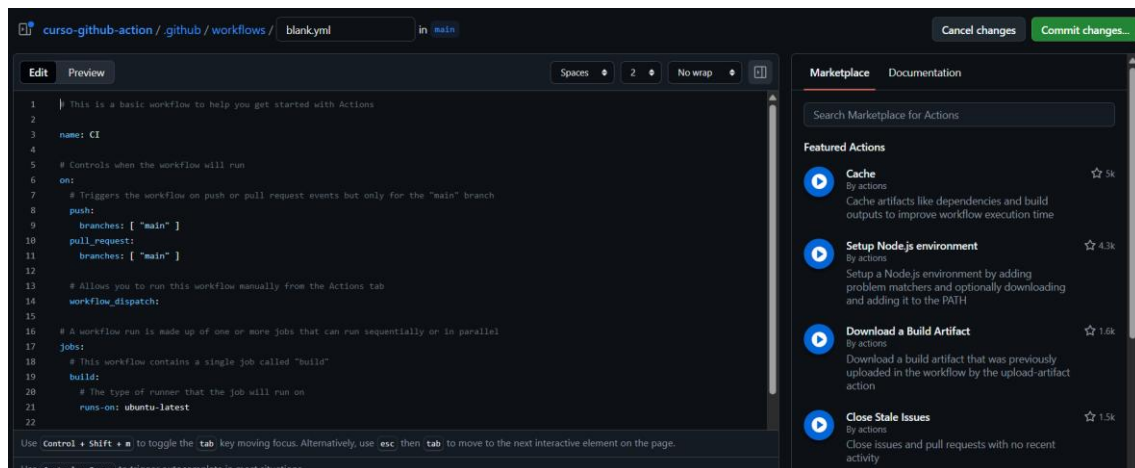 curso-github-action / .github / workflows / blank.yml in main
Cancel changes Commit changes...
Edit Preview Spaces 2 No wrap
1 # This is a basic workflow to help you get started with Actions
2
3 name: CI
4
5 # Controls when the workflow will run
6 on:
7 # Triggers the workflow on push or pull request events but only for the "main" branch
8 push:
9 branches: [ "main" ]
10 pull_request:
11 branches: [ "main" ]
12
13 # Allows you to run this workflow manually from the Actions tab
14 workflow_dispatch:
15
16 # A workflow run is made up of one or more jobs that can run sequentially or in parallel
17 jobs:
18 # This workflow contains a single job called "build"
19 build:
20 # The type of runner that the job will run on
21 runs-on: ubuntu-latest
22
Use Control + Shift + m to toggle the tab key moving focus. Alternatively, use esc then tab to move to the next interactive element on the page.
Marketplace Documentation
Search Marketplace for Actions
Featured Actions
Cache 5k
By actions
Cache artifacts like dependencies and build
outputs to improve workflow execution time
Setup Node.js environment 4.3k
By actions
Setup a Node.js environment by adding
problem matchers and optionally downloading
and adding it to the PATH
Download a Build Artifact 1.6k
By actions
Download a build artifact that was previously
uploaded in the workflow by the upload-artifact
action
Close Stale Issues 1.5k
By actions
Close issues and pull requests with no recent
activity